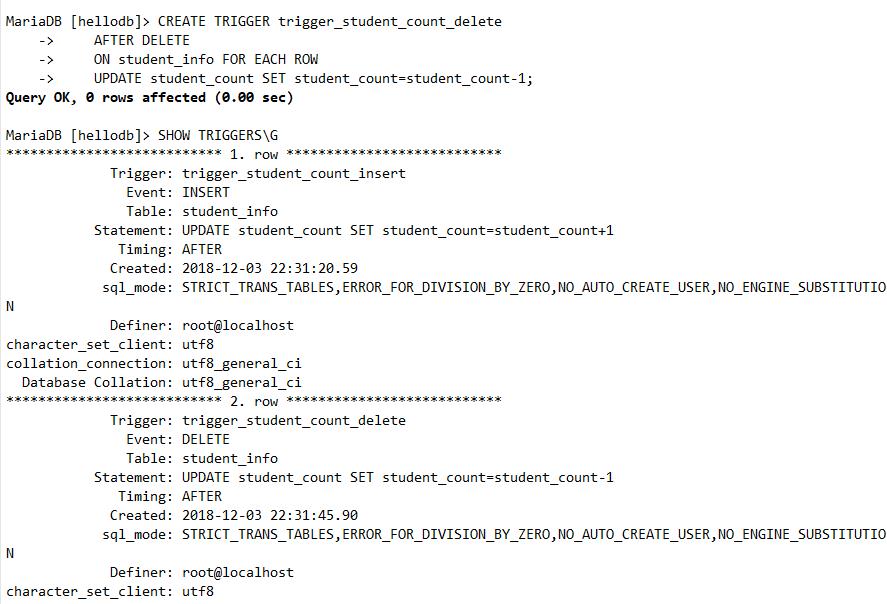 MariaDB [hellodb]> CREATE TRIGGER trigger_student_count_delete
    ->     AFTER DELETE
    ->     ON student_info FOR EACH ROW
    ->     UPDATE student_count SET student_count=student_count-1;
Query OK, 0 rows affected (0.00 sec)

MariaDB [hellodb]> SHOW TRIGGERS\G
*************************** 1. row ***************************
             Trigger: trigger_student_count_insert
               Event: INSERT
               Table: student_info
           Statement: UPDATE student_count SET student_count=student_count+1
              Timing: AFTER
             Created: 2018-12-03 22:31:20.59
            sql_mode: STRICT_TRANS_TABLES,ERROR_FOR_DIVISION_BY_ZERO,NO_AUTO_CREATE_USER,NO_ENGINE_SUBSTITUTIO
N
             Definer: root@localhost
character_set_client: utf8
collation_connection: utf8_general_ci
  Database Collation: utf8_general_ci
*************************** 2. row ***************************
             Trigger: trigger_student_count_delete
               Event: DELETE
               Table: student_info
           Statement: UPDATE student_count SET student_count=student_count-1
              Timing: AFTER
             Created: 2018-12-03 22:31:45.90
            sql_mode: STRICT_TRANS_TABLES,ERROR_FOR_DIVISION_BY_ZERO,NO_AUTO_CREATE_USER,NO_ENGINE_SUBSTITUTIO
N
             Definer: root@localhost
character_set_client: utf8